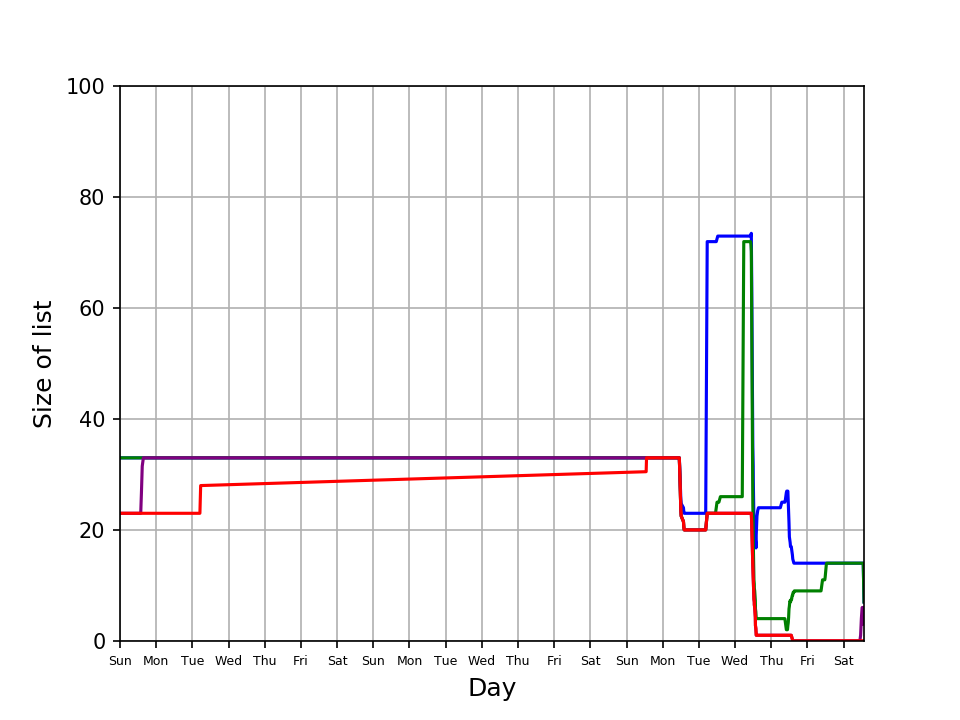 100
80
60
40
20
0
Size of list
Sun Mon Tue Wed Thu Fri Sat Sun Mon Tue Wed Thu Fri Sat Sun Mon Tue Wed Thu Fri Sat
Day